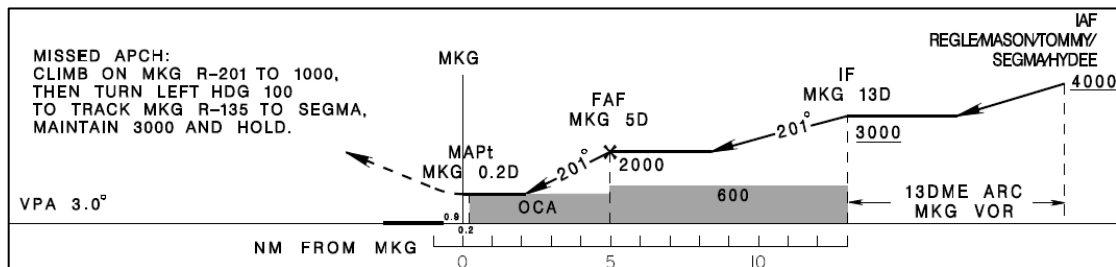 IAF
REGLE/MASON/TOMMY/
SEGMA/HYDEE
4000
MISSED APCH:
CLIMB ON MKG R-201 TO 1000,
THEN TURN LEFT HDG 100
TO TRACK MKG R-135 TO SEGMA,
MAINTAIN 3000 AND HOLD.
MKG
IF
MKG 13D
FAF
MKG 5D
201°
3000
MAPt
MKG 0.2D
201°
2000
VPA 3.0°
OCA
600
13DME ARC
MKG VOR
0.9
0.2
NM FROM MKG
0 5 10